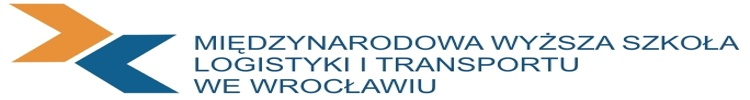 MIĘDZYNARODOWA WYŻSZA SZKOŁA
LOGISTYKI I TRANSPORTU
WE WROCŁAWIU